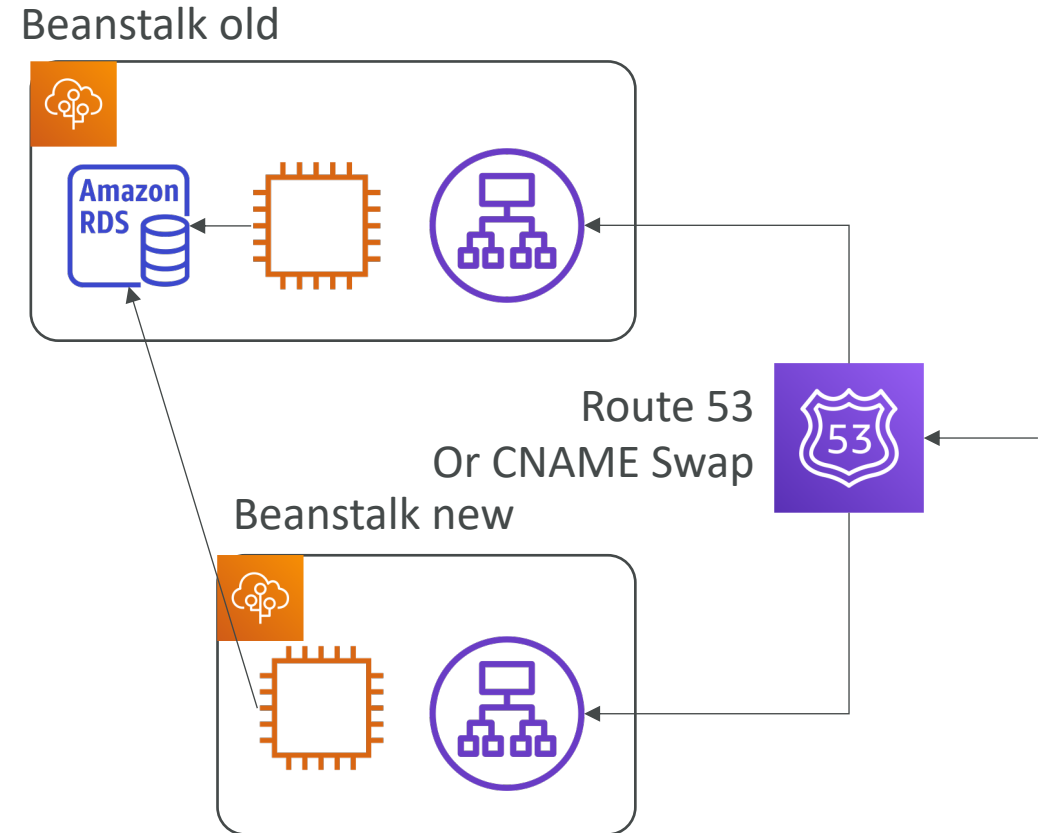 Beanstalk old
Amazon
RDS
Route 53
Or CNAME Swap
53
Beanstalk new